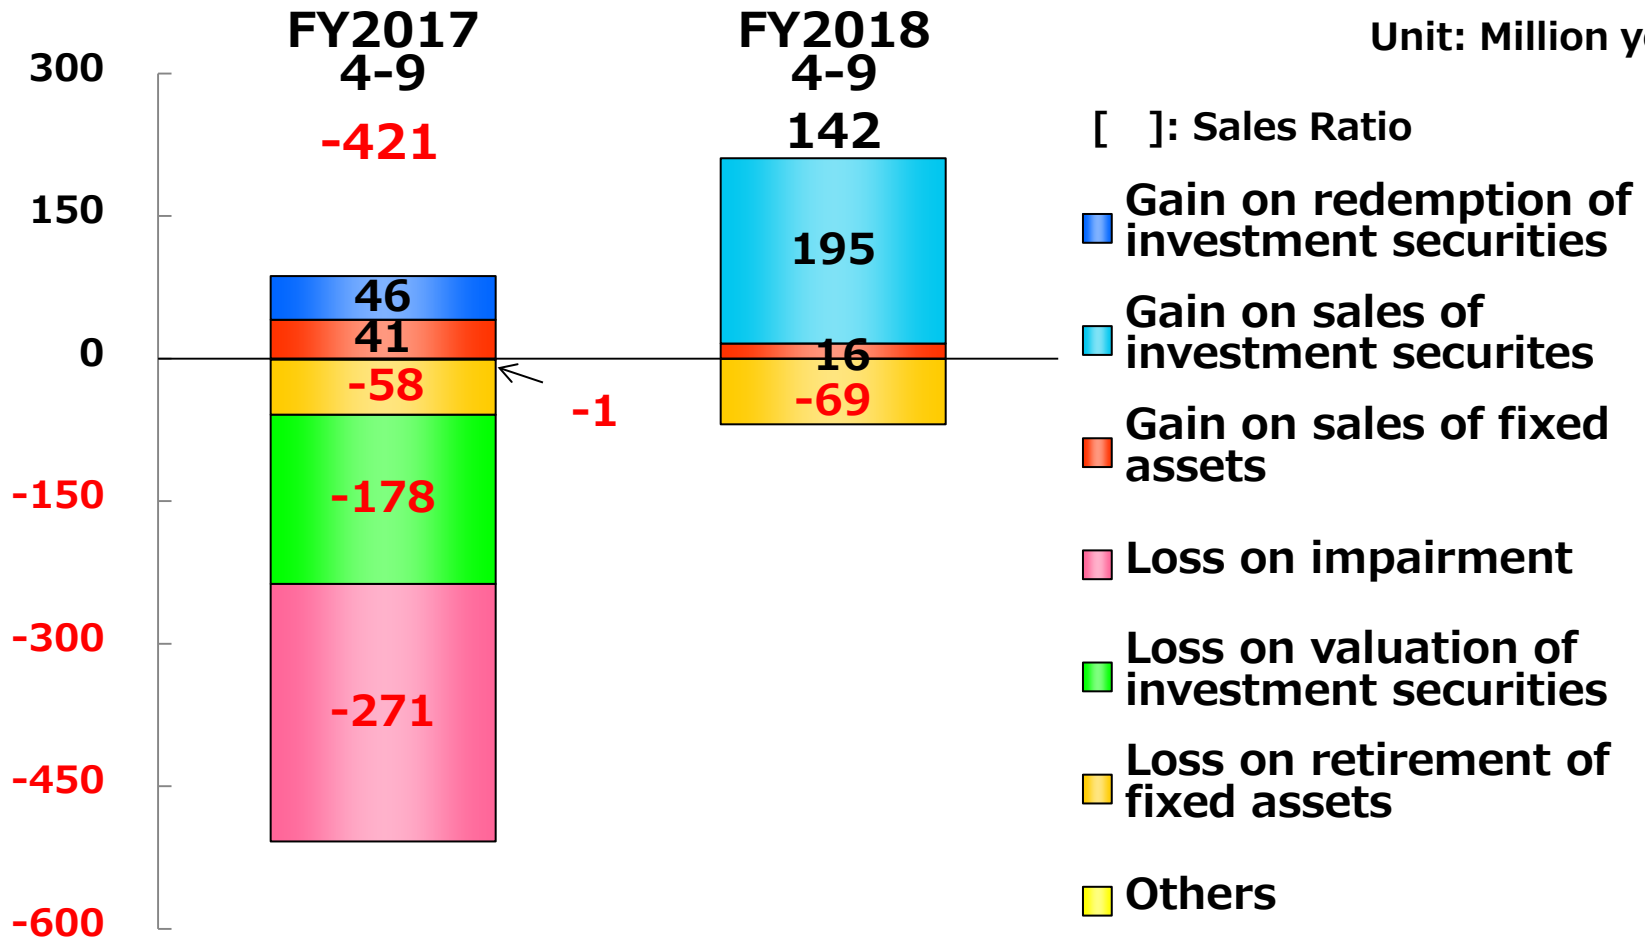 FY2017
4-9
FY2018
4-9
Unit: Million y
300
150
0
-150
-300
-450
-600
-421
46
41
-58
-1
-178
-271
142
195
16
-69
[ ]: Sales Ratio
Gain on redemption of
investment securities
Gain on sales of
investment securites
Gain on sales of fixed
assets
Loss on impairment
Loss on valuation of
investment securities
Loss on retirement of
fixed assets
Others